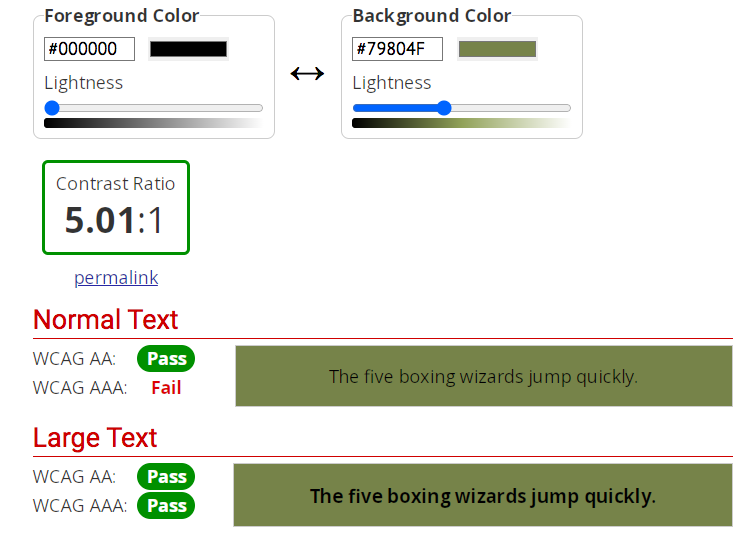 Foreground Color
#000000
Lightness
Background Color
#79804F
Lightness
Contrast Ratio
5.01:1
permalink
Normal Text
WCAG AA: Pass
WCAG AAA: Fail
The five boxing wizards jump quickly.
Large Text
WCAG AA: Pass
WCAG AAA: Pass
The five boxing wizards jump quickly.